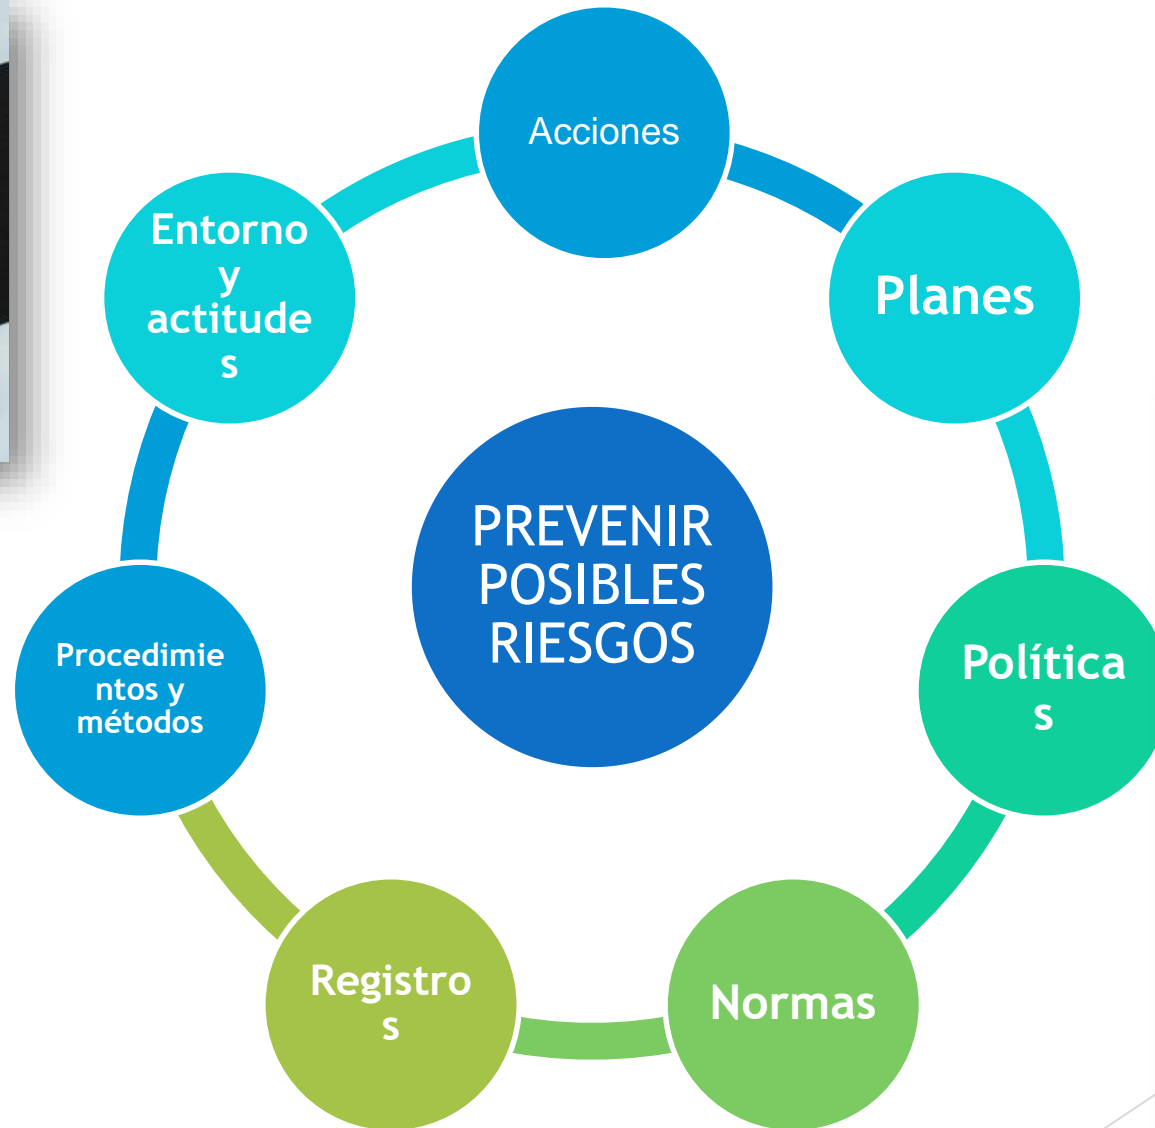 Acciones
Planes
Política
s
Normas
Registro
s
Procedimie
ntos y
métodos
Entorno
y
actitude
s
PREVENIR
POSIBLES
RIESGOS